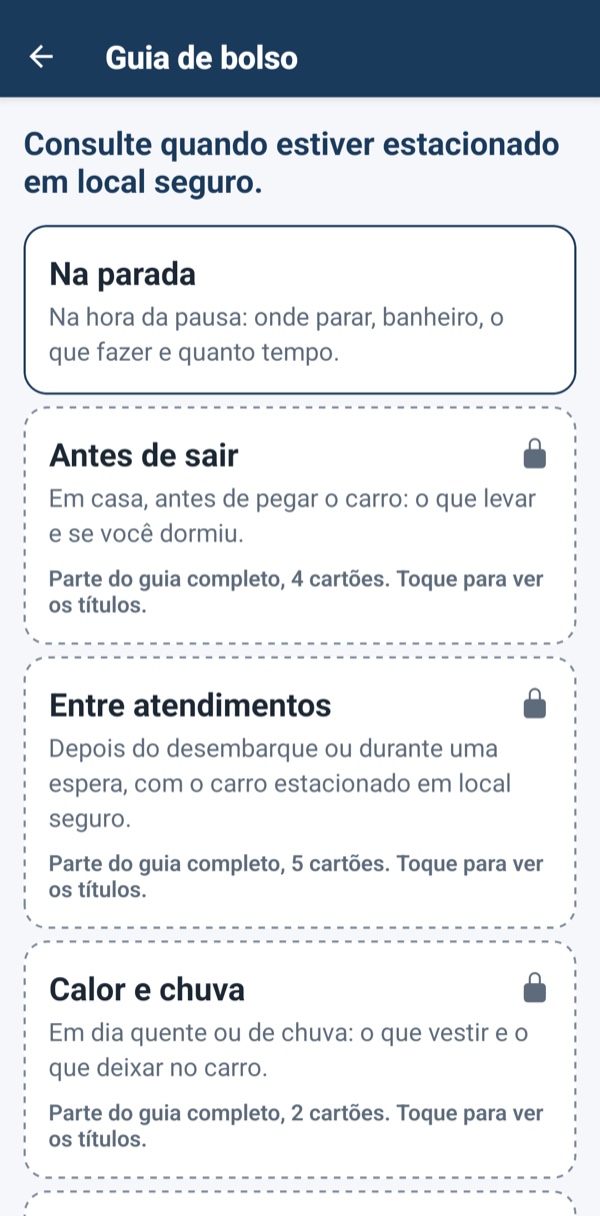 Guia de bolso
Consulte quando estiver estacionado
em local seguro.
Na parada
Na hora da pausa: onde parar, banheiro, o
que fazer e quanto tempo.
Antes de sair
Em casa, antes de pegar o carro: o que levar
e se você dormiu.
Parte do guia completo, 4 cartões. Toque para ver
os títulos.
Entre atendimentos
Depois do desembarque ou durante uma
espera, com o carro estacionado em local
seguro.
Parte do guia completo, 5 cartões. Toque para ver
os títulos.
Calor e chuva
Em dia quente ou de chuva: o que vestir e o
que deixar no carro.
Parte do guia completo, 2 cartões. Toque para ver
os títulos.